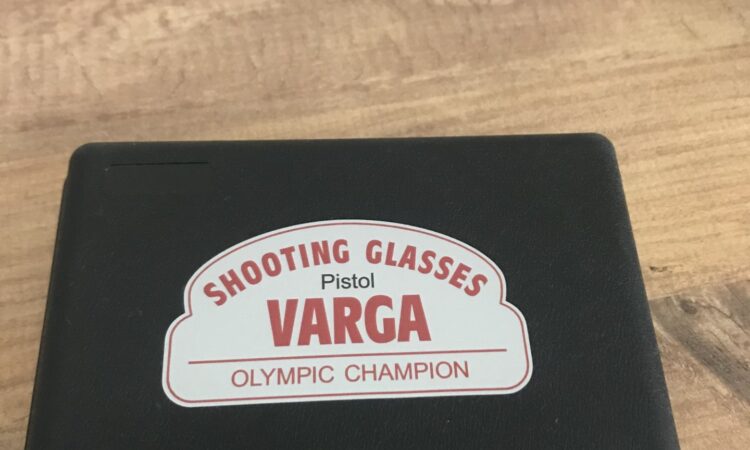 SHOOTING GLASSES
Pistol
VARGA
OLYMPIC CHAMPION